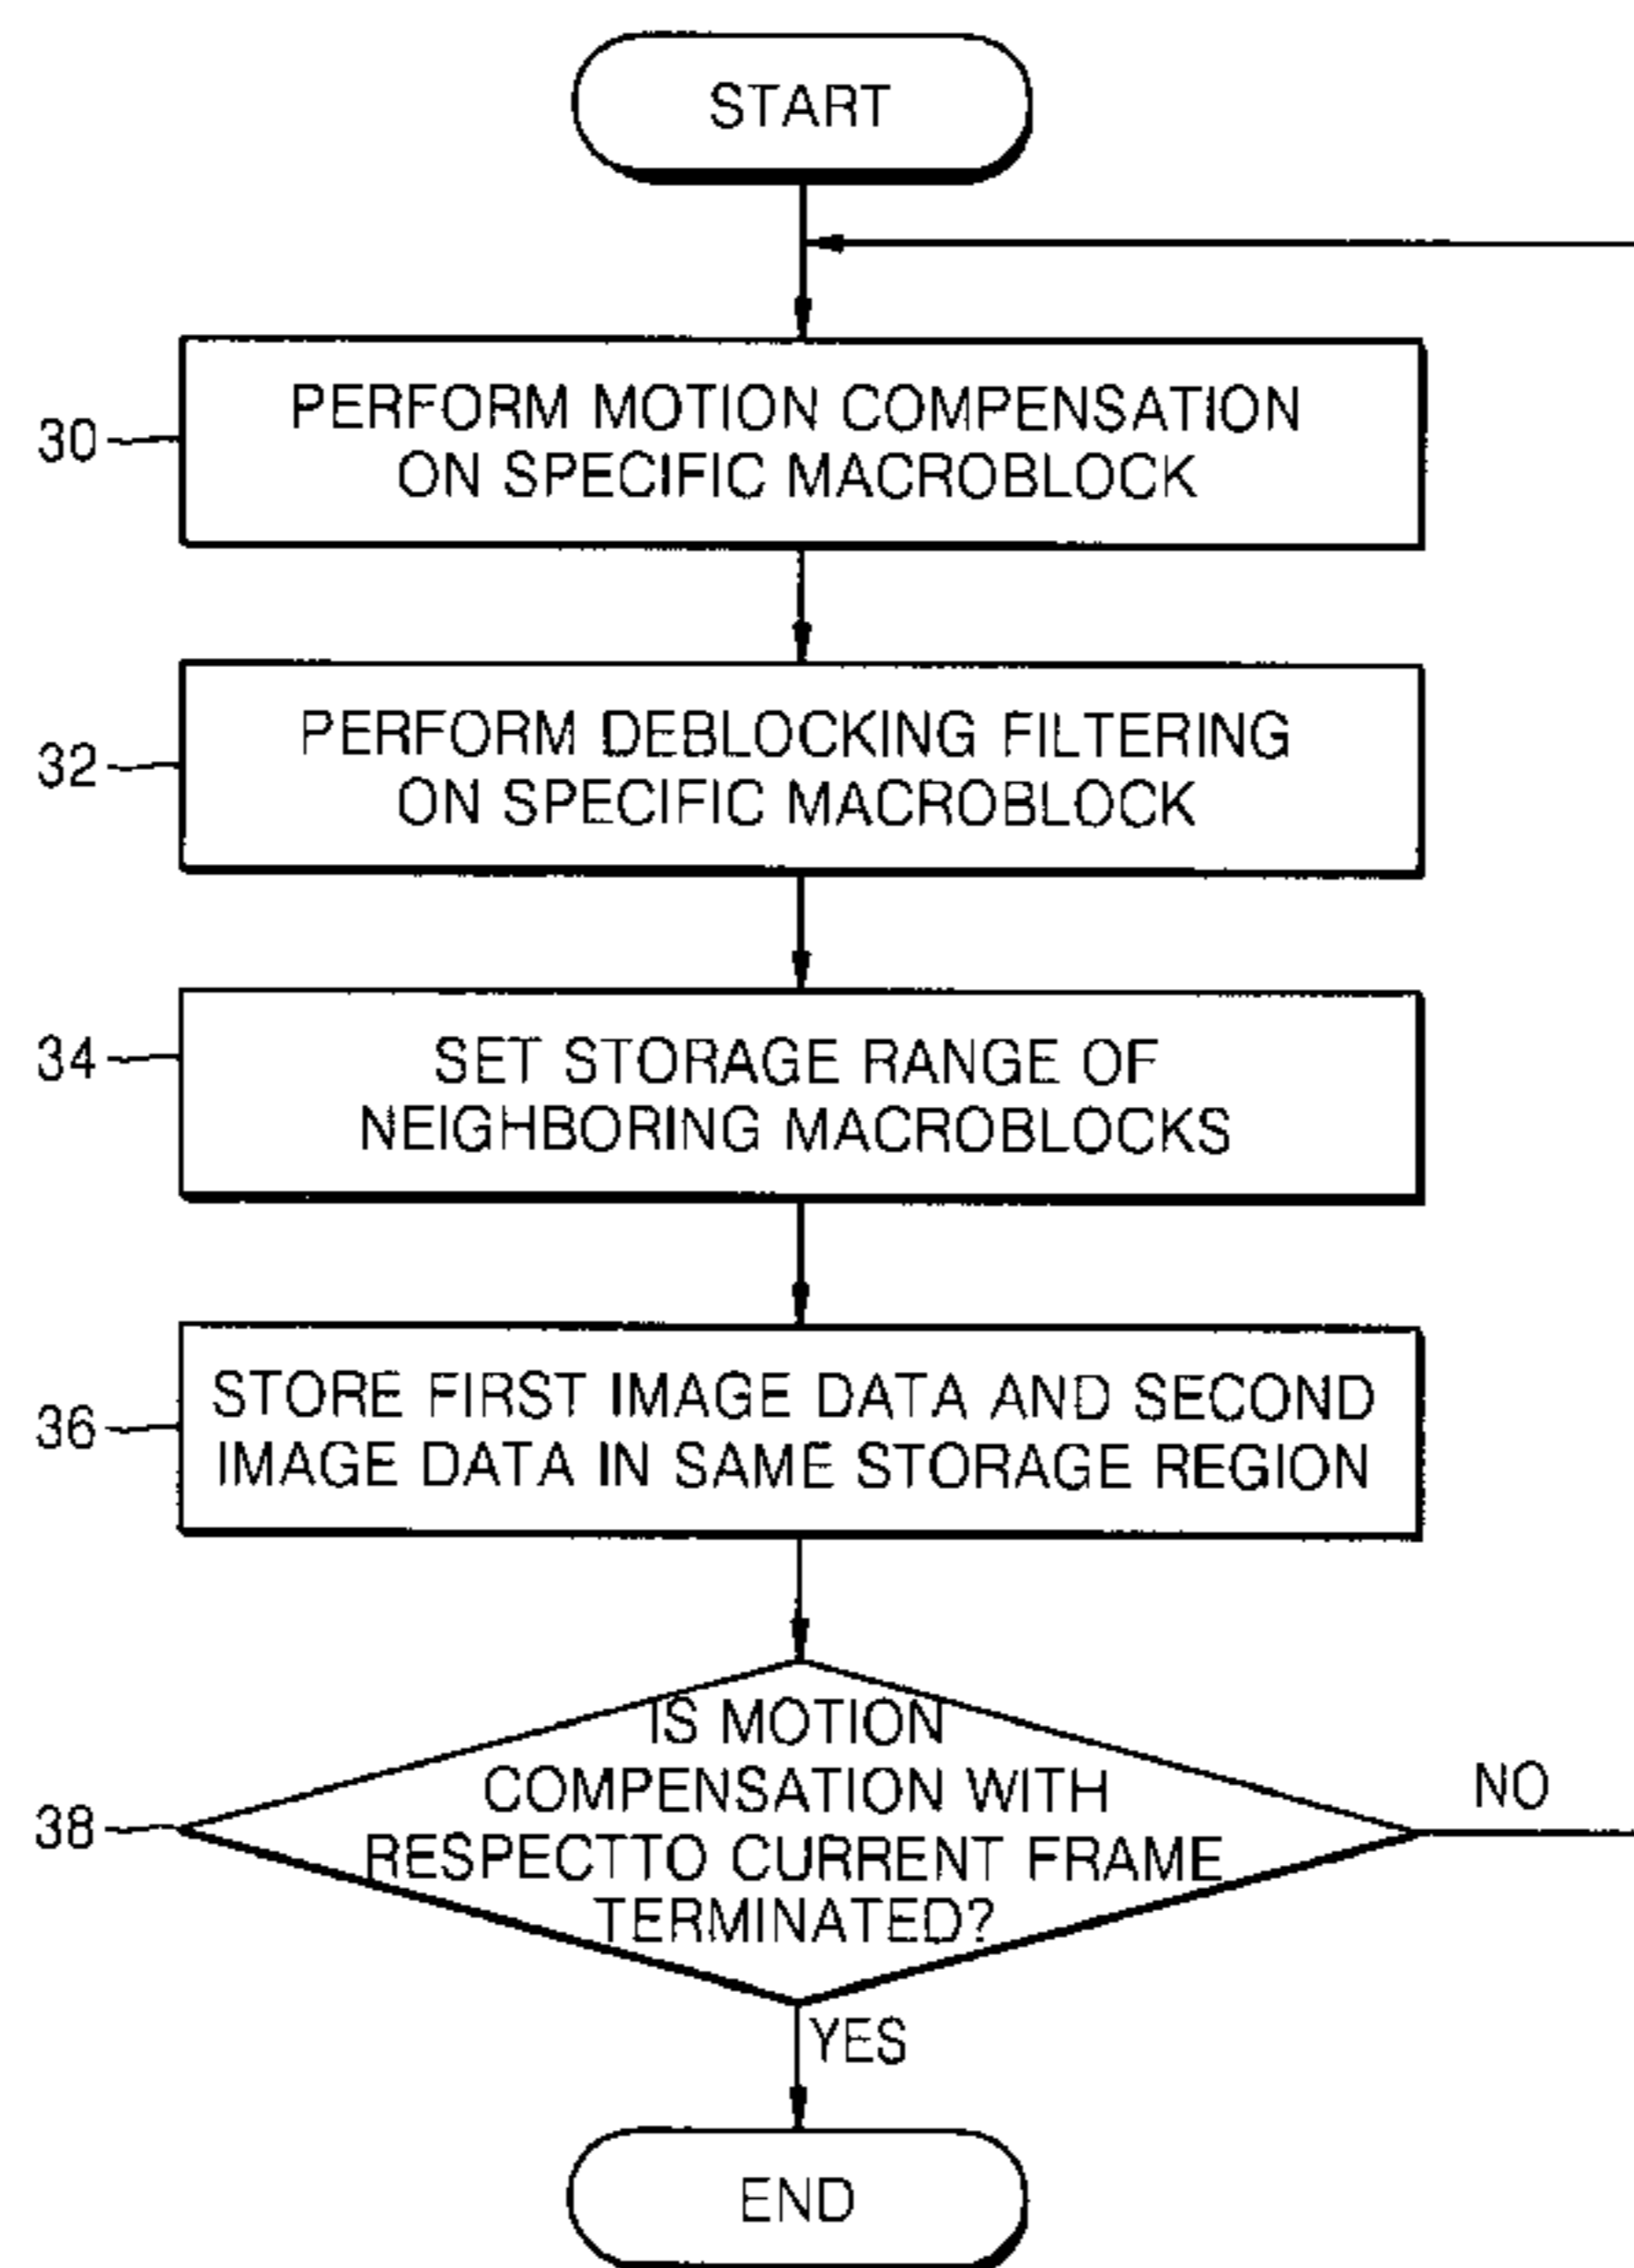 START
30
PERFORM MOTION COMPENSATION
ON SPECIFIC MACROBLOCK
32
PERFORM DEBLOCKING FILTERING
ON SPECIFIC MACROBLOCK
34
SET STORAGE RANGE OF
NEIGHBORING MACROBLOCKS
36
STORE FIRST IMAGE DATA AND SECOND
IMAGE DATA IN SAME STORAGE REGION
38
IS MOTION
COMPENSATION WITH
RESPECTTO CURRENT FRAME
TERMINATED?
NO
YES
END